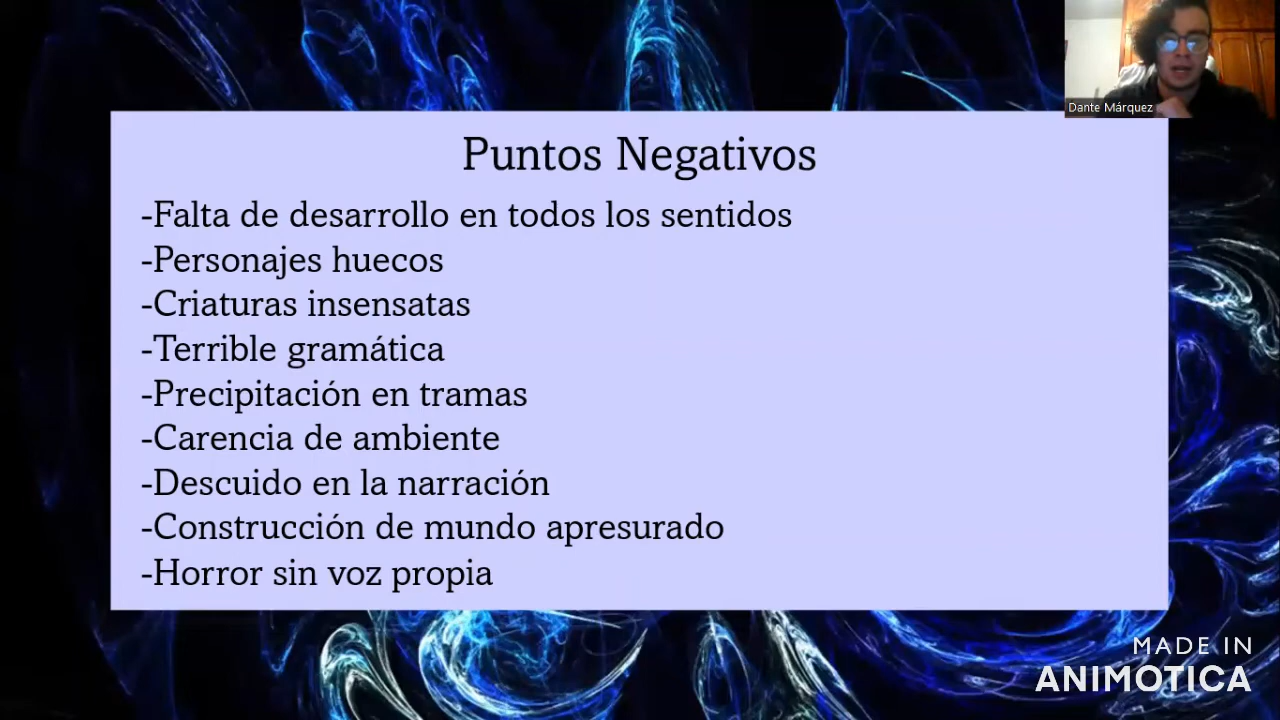 Dante Márquez
Puntos Negativos
-Falta de desarrollo en todos los sentidos
-Personajes huecos
-Criaturas insensatas
-Terrible gramática
-Precipitación en tramas
-Carencia de ambiente
-Descuido en la narración
-Construcción de mundo apresurado
-Horror sin voz propia
MADE IN
ANIMOTICA